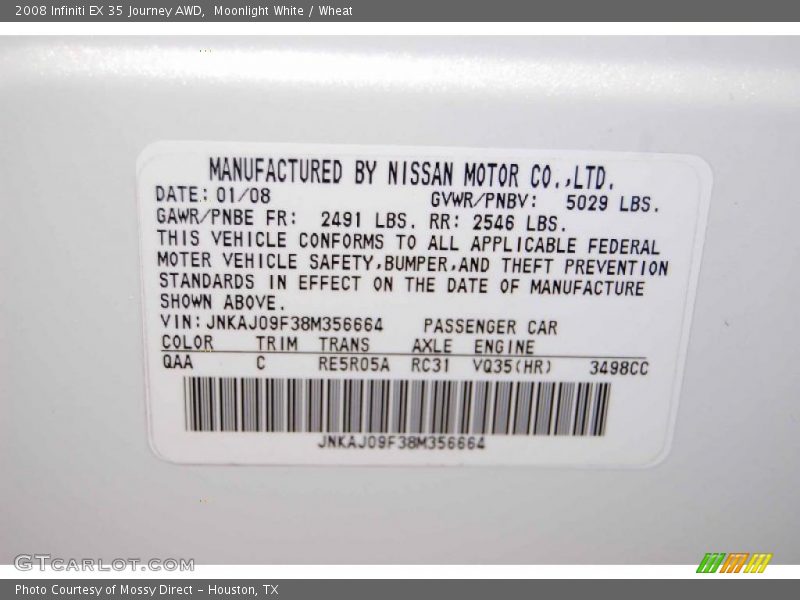 2008 Infiniti EX 35 Journey AWD,  Moonlight White / Wheat
MANUFACTURED BY NISSAN MOTOR CO.,LTD.
DATE: 01/08 GVWR/PNBV: 5029 LBS.
GAWR/PNBE FR: 2491 LBS. RR: 2546 LBS.
THIS VEHICLE CONFORMS TO ALL APPLICABLE FEDERAL
MOTER VEHICLE SAFETY,BUMPER,AND THEFT PREVENTION
STANDARDS IN EFFECT ON THE DATE OF MANUFACTURE
SHOWN ABOVE.
VIN:JNKAJ09F38M356664 PASSENGER CAR
COLOR TRIM TRANS AXLE ENGINE
QAA C RE5R05A RC31 VQ35(HR) 3498CC
JNKAJ09F38M356664
GTCARLOT.COM
Photo Courtesy of Mossy Direct - Houston, TX